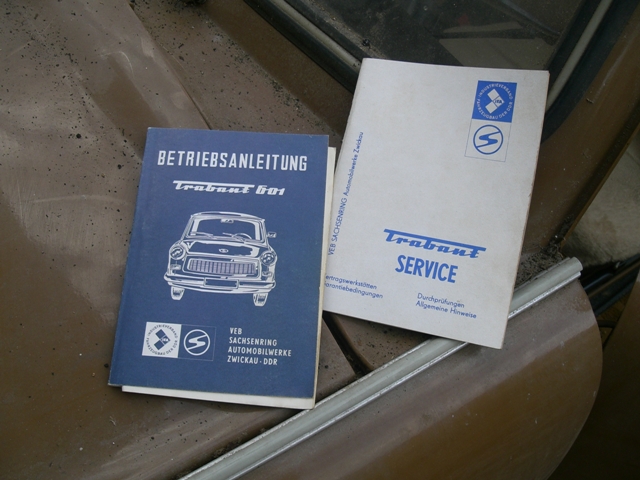 BETRIEBSANLEITUNG
Trabant 601
VEB
SACHSENRING
AUTOMOBILWERKE
ZWICKAU - DDR
VEB SACHSENRING Automobilwerke Zwickau
Trabant
SERVICE
Durchprüfungen
Allgemeine Hinweise